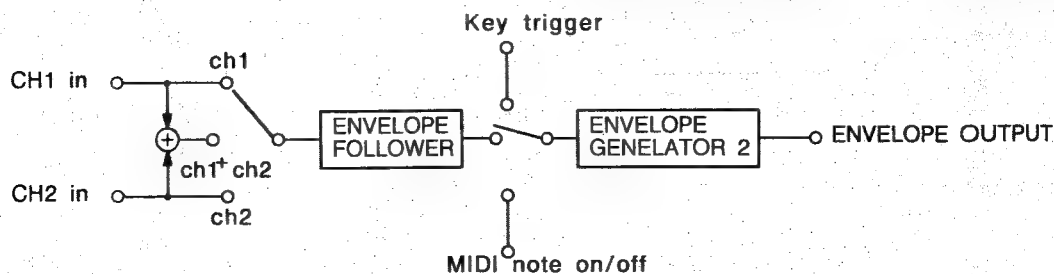 Key trigger
CH1 in
ch1
ENVELOPE
FOLLOWER
ENVELOPE
GENELATOR 2
ENVELOPE OUTPUT
ch1+ ch2
CH2 in
ch2
MIDI note on/off